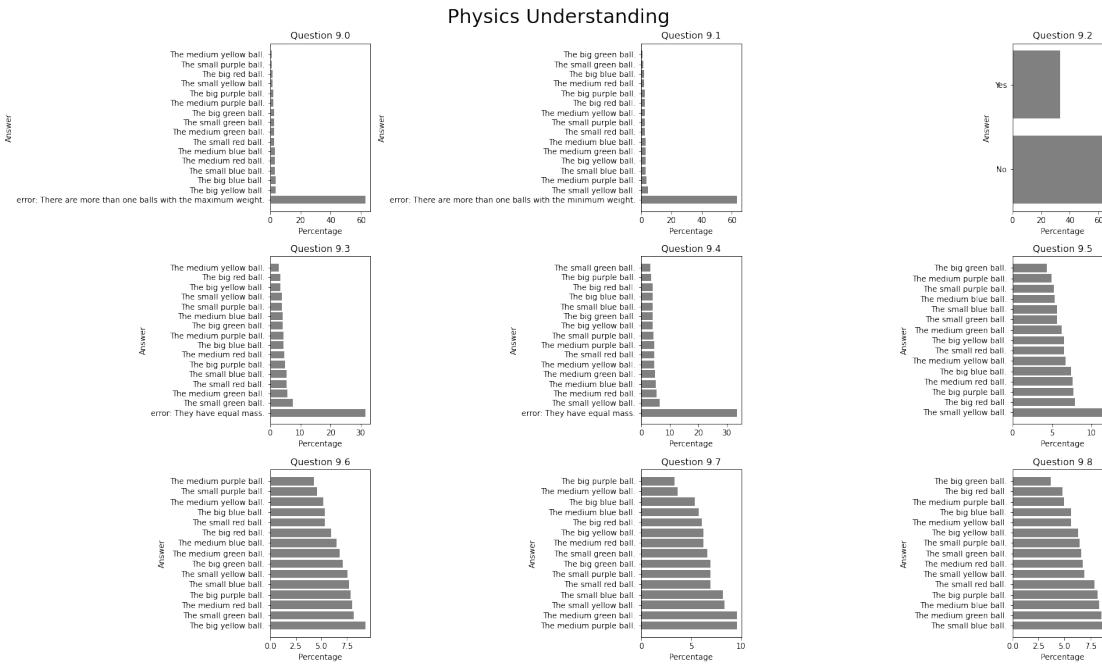 Physics Understanding
Question 9.0
The medium yellow ball.
The small purple ball.
The big red ball.
The small yellow ball.
The big purple ball.
The medium purple ball.
The big green ball.
The small green ball.
The medium green ball.
The small red ball.
The medium blue ball.
The medium red ball.
The small blue ball.
The big blue ball.
The big yellow ball.
error: There are more than one balls with the maximum weight.
Answer
0 20 40 60
Percentage
Question 9.1
The big green ball.
The small green ball.
The big blue ball.
The medium red ball.
The big purple ball.
The big red ball.
The medium yellow ball.
The small purple ball.
The small red ball.
The medium blue ball.
The medium green ball.
The big yellow ball.
The small blue ball.
The medium purple ball.
The small yellow ball.
error: There are more than one balls with the minimum weight.
Answer
0 20 40 60
Percentage
Question 9.2
Yes
No
Answer
0 20 40 60
Percentage
Question 9.3
The medium yellow ball.
The big red ball.
The big yellow ball.
The small yellow ball.
The small purple ball.
The medium blue ball.
The big green ball.
The medium purple ball.
The big blue ball.
The medium red ball.
The big purple ball.
The small blue ball.
The small red ball.
The medium green ball.
The small green ball.
error: They have equal mass.
Answer
0 10 20 30
Percentage
Question 9.4
The small green ball.
The big purple ball.
The big red ball.
The big blue ball.
The small blue ball.
The big green ball.
The big yellow ball.
The small purple ball.
The medium purple ball.
The small red ball.
The medium yellow ball.
The medium green ball.
The medium blue ball.
The medium red ball.
The small yellow ball.
error: They have equal mass.
Answer
0 10 20 30
Percentage
Question 9.5
The big green ball.
The medium purple ball.
The small purple ball.
The medium blue ball.
The small blue ball.
The small green ball.
The medium green ball.
The big yellow ball.
The small red ball.
The medium yellow ball.
The big blue ball.
The medium red ball.
The big purple ball.
The big red ball.
The small yellow ball.
Answer
0 5 10
Percentage
Question 9.6
The medium purple ball.
The small purple ball.
The medium yellow ball.
The big blue ball.
The small red ball.
The big red ball.
The medium blue ball.
The medium green ball.
The big green ball.
The small yellow ball.
The small blue ball.
The big purple ball.
The medium red ball.
The small green ball.
The big yellow ball.
Answer
0.0 2.5 5.0 7.5
Percentage
Question 9.7
The big purple ball.
The medium yellow ball.
The big blue ball.
The medium blue ball.
The big red ball.
The big yellow ball.
The medium red ball.
The small green ball.
The big green ball.
The small purple ball.
The small red ball.
The small blue ball.
The small yellow ball.
The medium green ball.
The medium purple ball.
Answer
0 5 10
Percentage
Question 9.8
The big green ball.
The big red ball.
The medium purple ball.
The big blue ball.
The medium yellow ball.
The big yellow ball.
The small purple ball.
The small green ball.
The medium red ball.
The small yellow ball.
The small red ball.
The big purple ball.
The medium blue ball.
The medium green ball.
The small blue ball.
Answer
0.0 2.5 5.0 7.5
Percentage